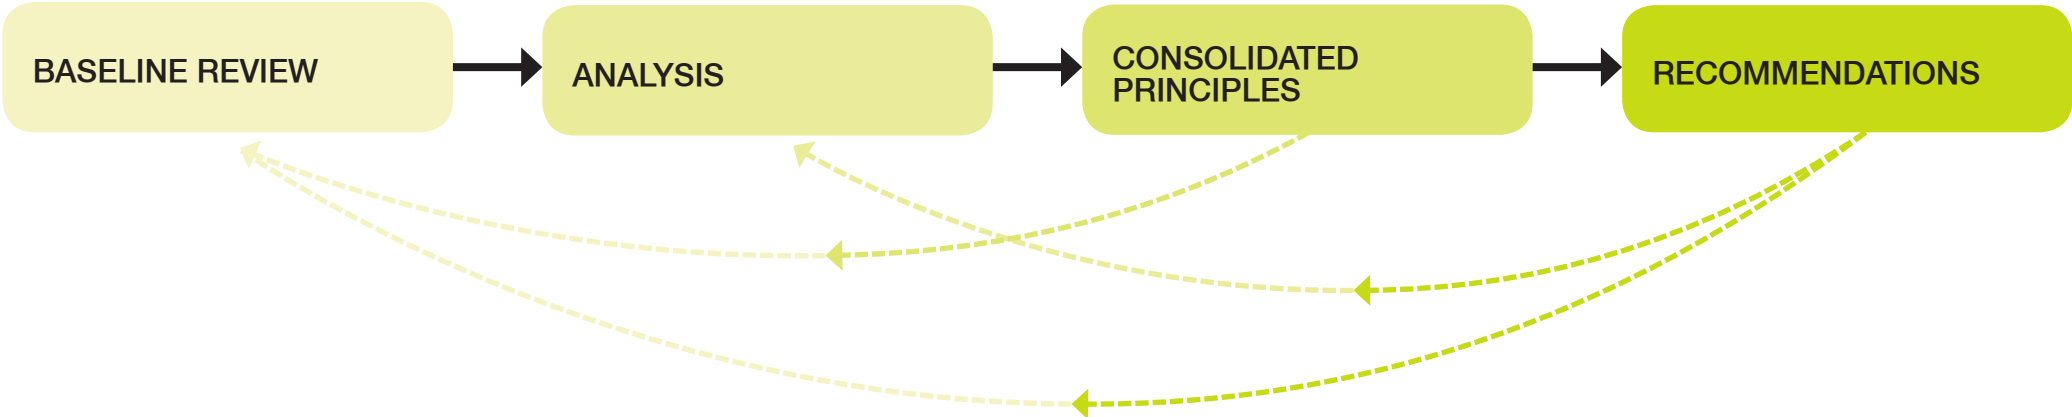 BASELINE REVIEW
ANALYSIS
CONSOLIDATED
PRINCIPLES
RECOMMENDATIONS